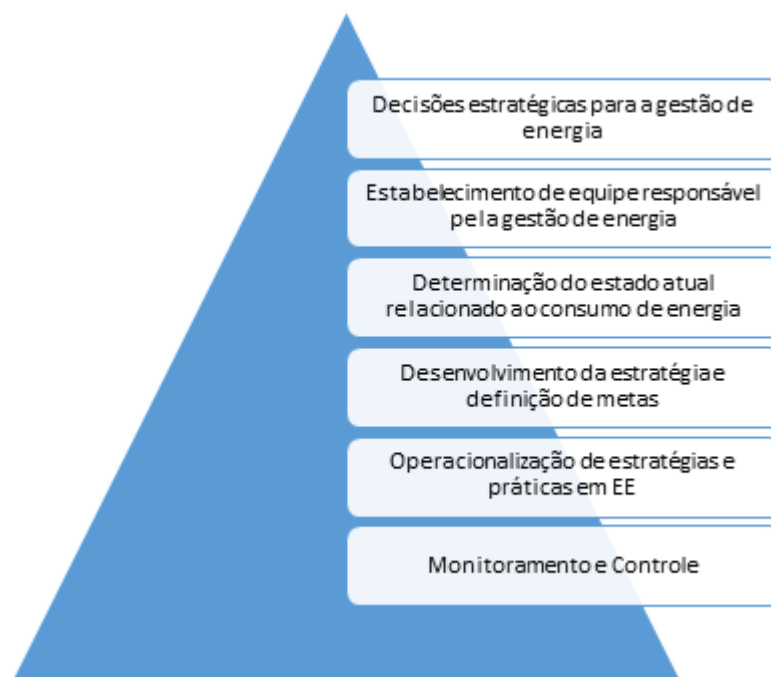 Decisões estratégicas para a gestão de
energia
Estabelecimento de equipe responsável
pela gestão de energia
Determinação do estado atual
relacionado ao consumo de energia
Desenvolvimento da estratégia e
definição de metas
Operacionalização de estratégias e
práticas em EE
Monitoramento e Controle